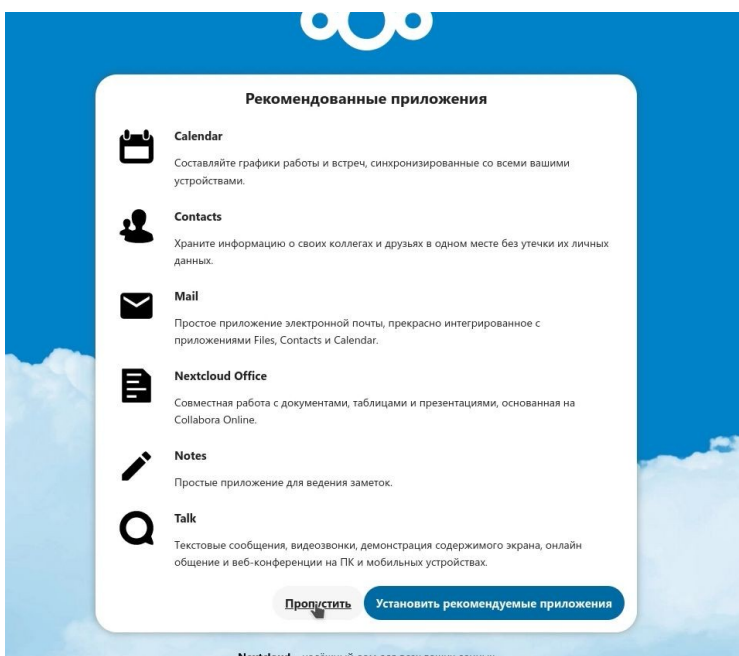 Рекомендованные приложения
Calendar
Составляйте графики работы и встреч, синхронизированные со всеми вашими
устройствами.
Contacts
Храните информацию о своих коллегах и друзьях в одном месте без утечки их личных
данных.
Mail
Простое приложение электронной почты, прекрасно интегрированное с
приложениями Files, Contacts и Calendar.
Nextcloud Office
Совместная работа с документами, таблицами и презентациями, основанная на
Collabora Online.
Notes
Простые приложение для ведения заметок.
Talk
Текстовые сообщения, видеозвонки, демонстрация содержимого экрана, онлайн
общение и веб-конференции на ПК и мобильных устройствах.
Пропустить
Установить рекомендуемые приложения